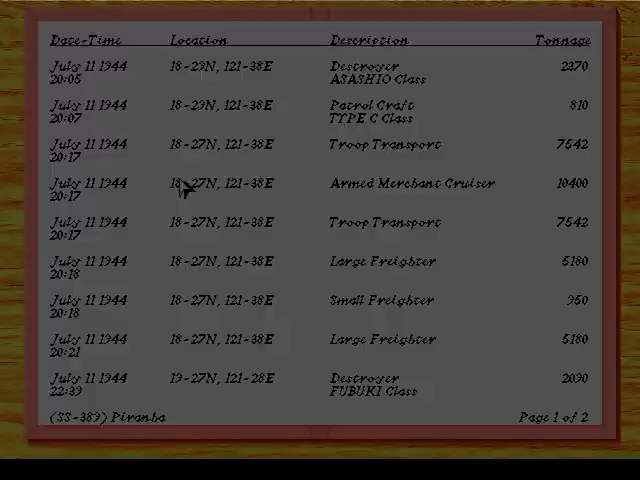 Date-Time Location Description Tonnage
July 11 1944 18-29N, 121-38E Destroyer 2370
20:05 ASASHIO Class
July 11 1944 18-29N, 121-38E Patrol Craft 810
20:07 TYPE C Class
July 11 1944 18-27N, 121-38E Troop Transport 7542
20:17
July 11 1944 18-27N, 121-38E Armed Merchant Cruiser 10400
20:17
July 11 1944 18-27N, 121-38E Troop Transport 7542
20:17
July 11 1944 18-27N, 121-38E Large Freighter 5180
20:18
July 11 1944 18-27N, 121-38E Small Freighter 950
20:18
July 11 1944 18-27N, 121-38E Large Freighter 5180
20:21
July 11 1944 19-27N, 121-28E Destroyer 2090
22:39 FUBUKI Class
(SS-389) Piranha Page 1 of 2